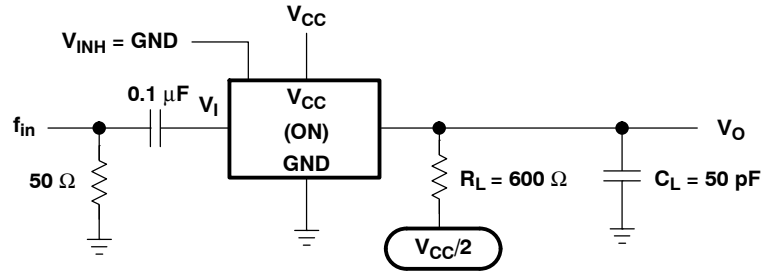 V_CC
V_INH = GND
0.1 μF
V_I
V_CC
f_in
(ON)
V_O
GND
50 Ω
R_L = 600 Ω
C_L = 50 pF
V_CC/2